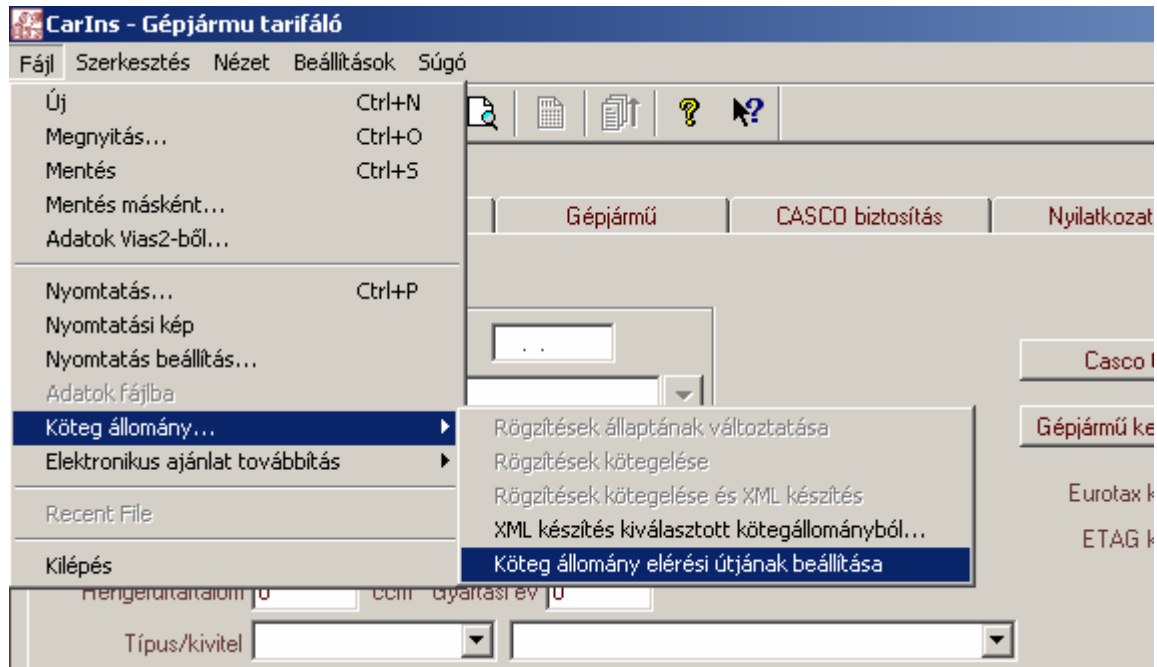 CarIns - Gépjármu tarifáló
Fájl Szerkesztés Nézet Beállítások Súgó
Új Ctrl+N
Megnyitás... Ctrl+O
Mentés Ctrl+S
Mentés másként...
Adatok Vias2-ből...
Nyomtatás... Ctrl+P
Nyomtatási kép
Nyomtatás beállítás...
Adatok fájlba
Köteg állomány...
Elektronikus ajánlat továbbítás
Recent File
Kilépés
Rögzítések állaptának változtatása
Rögzítések kötegelése
Rögzítések kötegelése és XML készítés
XML készítés kiválasztott kötegállományból...
Köteg állomány elérési útjának beállítása
Gépjármű CASCO biztosítás Nyilatkozat
. .
Casco
Gépjármű ke
Eurotax k
ETAG k
Hengerűrtartalom 0 ccm Gyártási év 0
Típus/kivitel